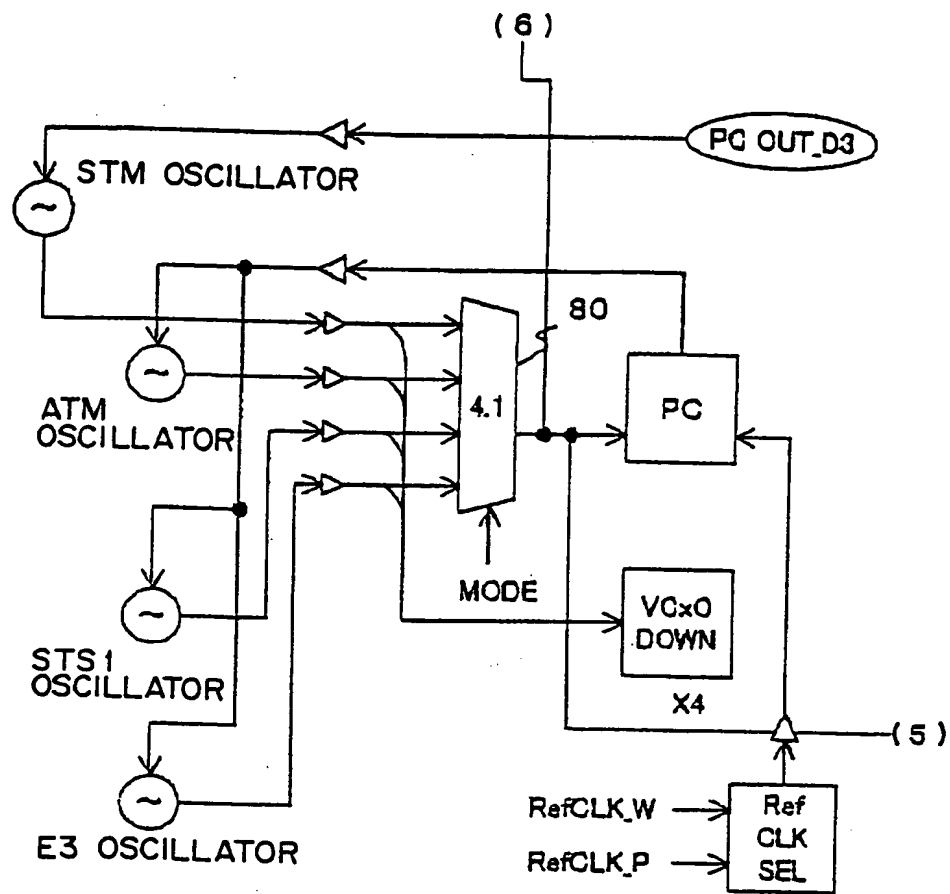 (6)
PC OUT_D3
STM OSCILLATOR
~
80
~
4.1
PC
ATM
OSCILLATOR
MODE
VCxO
DOWN
~
STS1
OSCILLATOR
X4
(5)
~
E3 OSCILLATOR
RefCLK_W
RefCLK_P
Ref
CLK
SEL